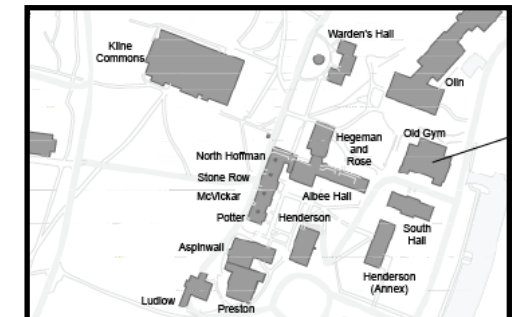 Warden's Hall
Kline
Commons
Olin
Old Gym
Hegeman
and
Rose
North Hoffman
Stone Row
McVickar
Albee Hall
Potter
Henderson
South
Hall
Aspinwall
Henderson
(Annex)
Ludlow
Preston